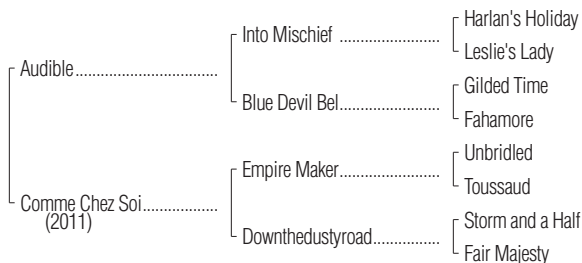 Harlan's Holiday
Into Mischief ....................
Leslie's Lady
Audible..................................
Gilded Time
Blue Devil Bel.....................
Fahamore
Unbridled
Empire Maker.....................
Toussaud
Comme Chez Soi..................
(2011)
Storm and a Half
Downthedustyroad.............
Fair Majesty